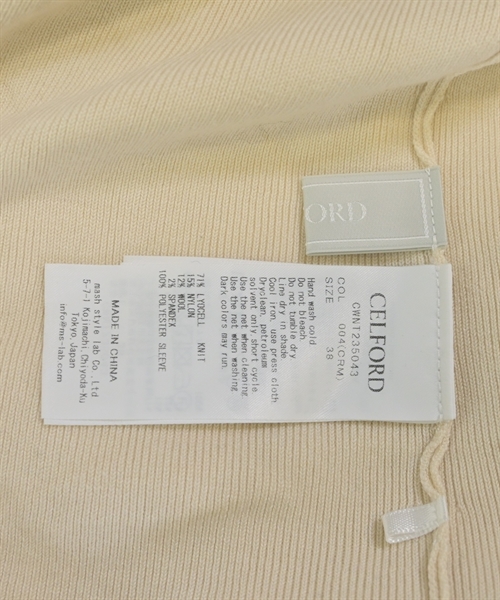 ORD
CELFORD
CWNT235043
COL 004(CRM)
SIZE 38
Hand wash cold
Do not bleach
Do not tumble dry
Line dry in shade
Cool iron, use press cloth
Dryclean, petroleum
solvent only short cycle
Use the net when cleaning
Use the net when washing
Dark colors may run.
71% LYOCELL KNIT
15% NYLON
12% WOOL
2% SPANDEX
100% POLYESTER SLEEVE
MADE IN CHINA
mash style lab Co.,Ltd
5-7-1 Kojimachi, Chiyoda-Ku
Tokyo, Japan
info@ms-lab.com